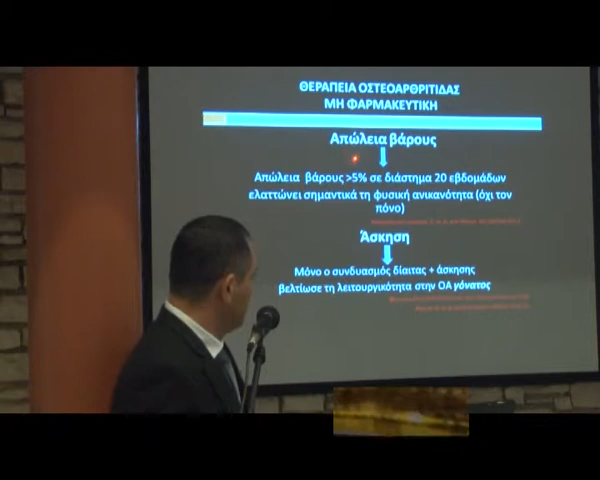 ΘΕΡΑΠΕΙΑ ΟΣΤΕΟΑΡΘΡΙΤΙΔΑΣ
ΜΗ ΦΑΡΜΑΚΕΥΤΙΚΗ
Απώλεια βάρους
Απώλεια βάρους >5% σε διάστημα 20 εβδομάδων
ελαττώνει σημαντικά τη φυσική ανικανότητα (όχι τον
πόνο)
Άσκηση
Μόνο ο συνδυασμός δίαιτας + άσκησης
βελτίωσε τη λειτουργικότητα στην ΟΑ γόνατος